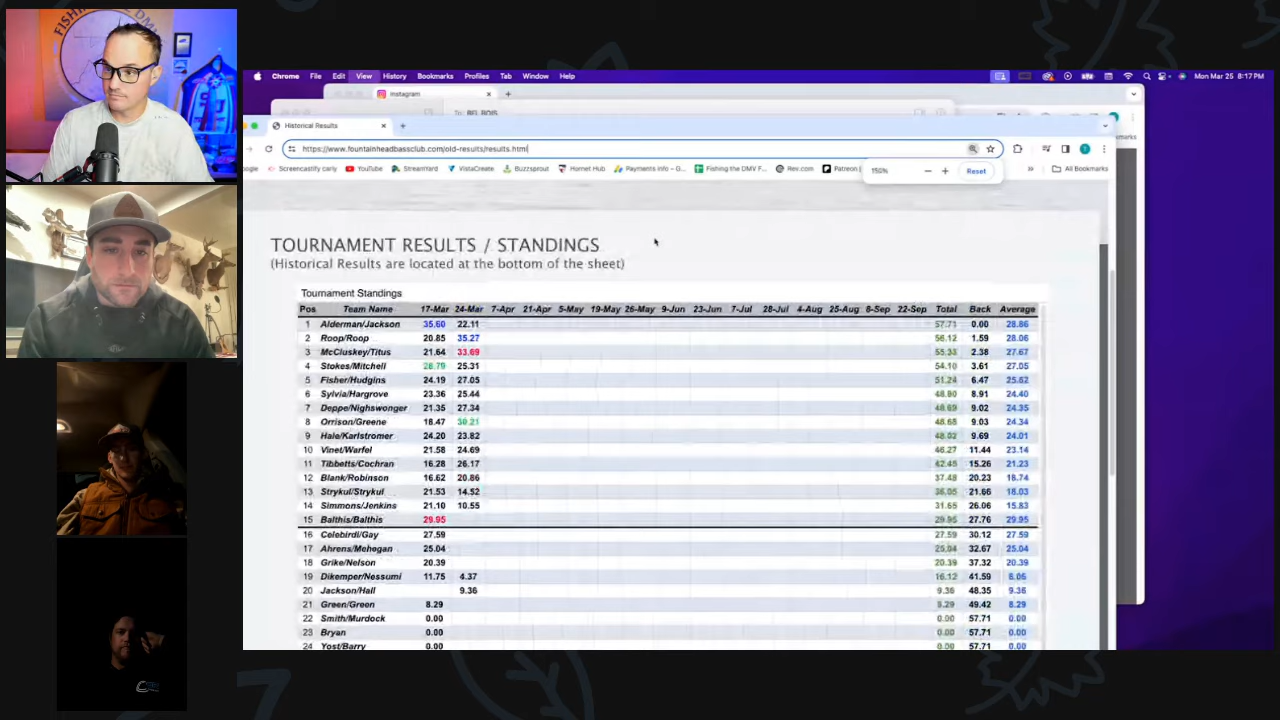 FISHING THE DMV
Chrome File Edit View History Bookmarks Profiles Tab Window Help
Mon Mar 25 8:17 PM
Instagram
To: BEL BOIS
Historical Results
https://www.fountainheadbassclub.com/old-results/results.html
Screencastify carly YouTube StreamYard VistaCreate Buzzsprout Hornet Hub Payments info - G... Fishing the DMV F... Rev.com Patreon
All Bookmarks
150% Reset
TOURNAMENT RESULTS / STANDINGS
(Historical Results are located at the bottom of the sheet)
Tournament Standings
Pos Team Name 17-Mar 24-Mar 7-Apr 21-Apr 5-May 19-May 26-May 9-Jun 23-Jun 7-Jul 28-Jul 4-Aug 25-Aug 8-Sep 22-Sep Total Back Average
1 Alderman/Jackson 35.60 22.11 57.71 0.00 28.86
2 Roop/Roop 20.85 35.27 56.12 1.59 28.06
3 McCluskey/Titus 21.64 33.69 55.33 2.38 27.67
4 Stokes/Mitchell 28.79 25.31 54.10 3.61 27.05
5 Fisher/Hudgins 24.19 27.05 51.24 6.47 25.62
6 Sylvia/Hargrove 23.36 25.44 48.80 8.91 24.40
7 Deppe/Nighswonger 21.35 27.34 48.69 9.02 24.35
8 Orrison/Greene 18.47 30.21 48.68 9.03 24.34
9 Hale/Karlstromer 24.20 23.82 48.02 9.69 24.01
10 Vinet/Warfel 21.58 24.69 46.27 11.44 23.14
11 Tibbetts/Cochran 16.28 26.17 42.45 15.26 21.23
12 Blank/Robinson 16.62 20.86 37.48 20.23 18.74
13 Strykul/Strykul 21.53 14.52 36.05 21.66 18.03
14 Simmons/Jenkins 21.10 10.55 31.65 26.06 15.83
15 Balthis/Balthis 29.95 29.95 27.76 29.95
16 Celebirdi/Gay 27.59 27.59 30.12 27.59
17 Ahrens/Mehegan 25.04 25.04 32.67 25.04
18 Grike/Nelson 20.39 20.39 37.32 20.39
19 Dikemper/Nessumi 11.75 4.37 16.12 41.59 8.06
20 Jackson/Hall 9.36 9.36 48.35 9.36
21 Green/Green 8.29 8.29 49.42 8.29
22 Smith/Murdock 0.00 0.00 57.71 0.00
23 Bryan 0.00 0.00 57.71 0.00
24 Yost/Barry 0.00 0.00 57.71 0.00